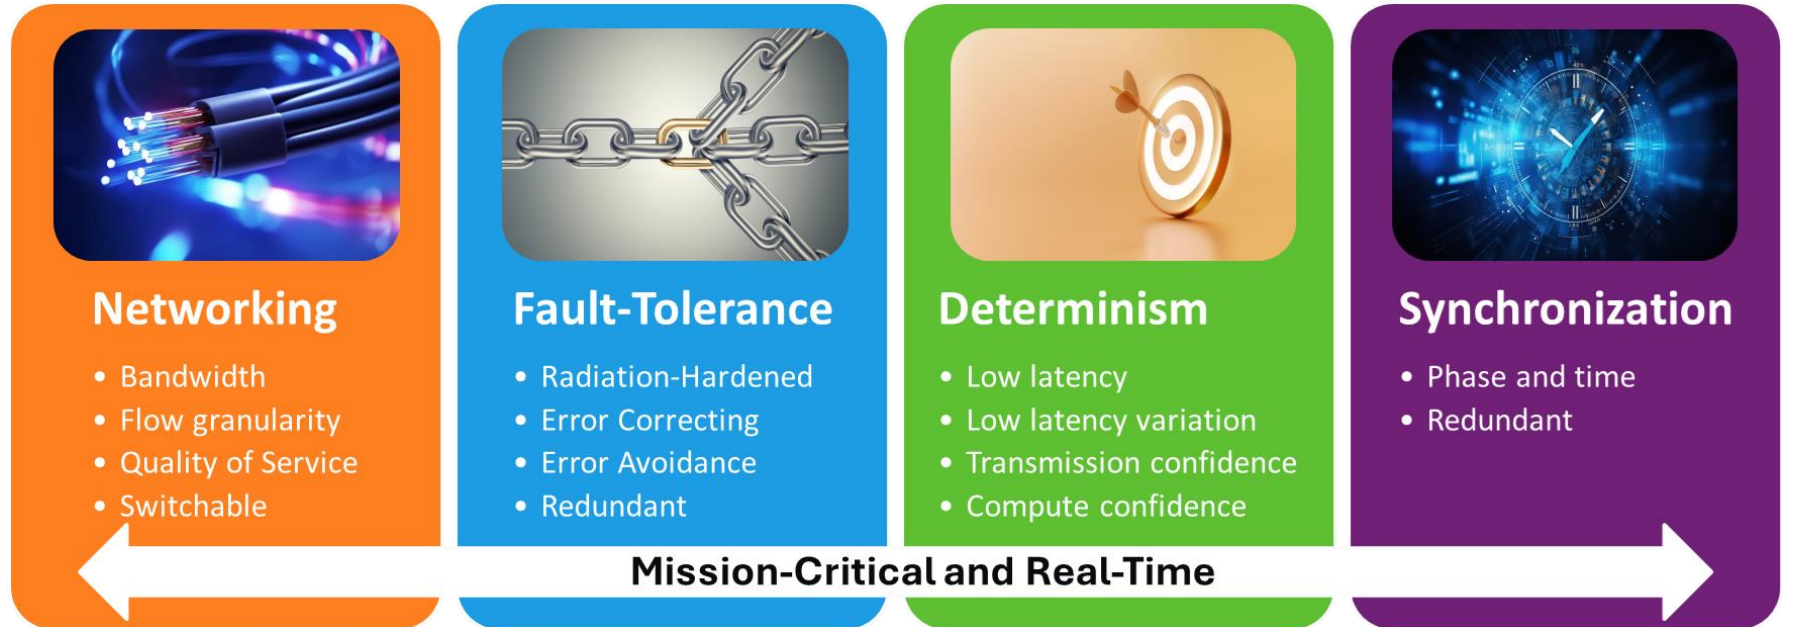 Networking
• Bandwidth
• Flow granularity
• Quality of Service
• Switchable
Fault-Tolerance
• Radiation-Hardened
• Error Correcting
• Error Avoidance
• Redundant
Determinism
• Low latency
• Low latency variation
• Transmission confidence
• Compute confidence
Synchronization
• Phase and time
• Redundant
Mission-Critical and Real-Time